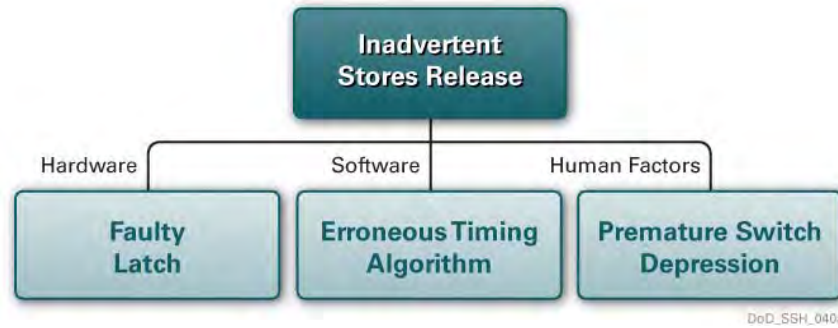 Inadvertent
Stores Release
Hardware
Software
Human Factors
Faulty
Latch
Erroneous Timing
Algorithm
Premature Switch
Depression